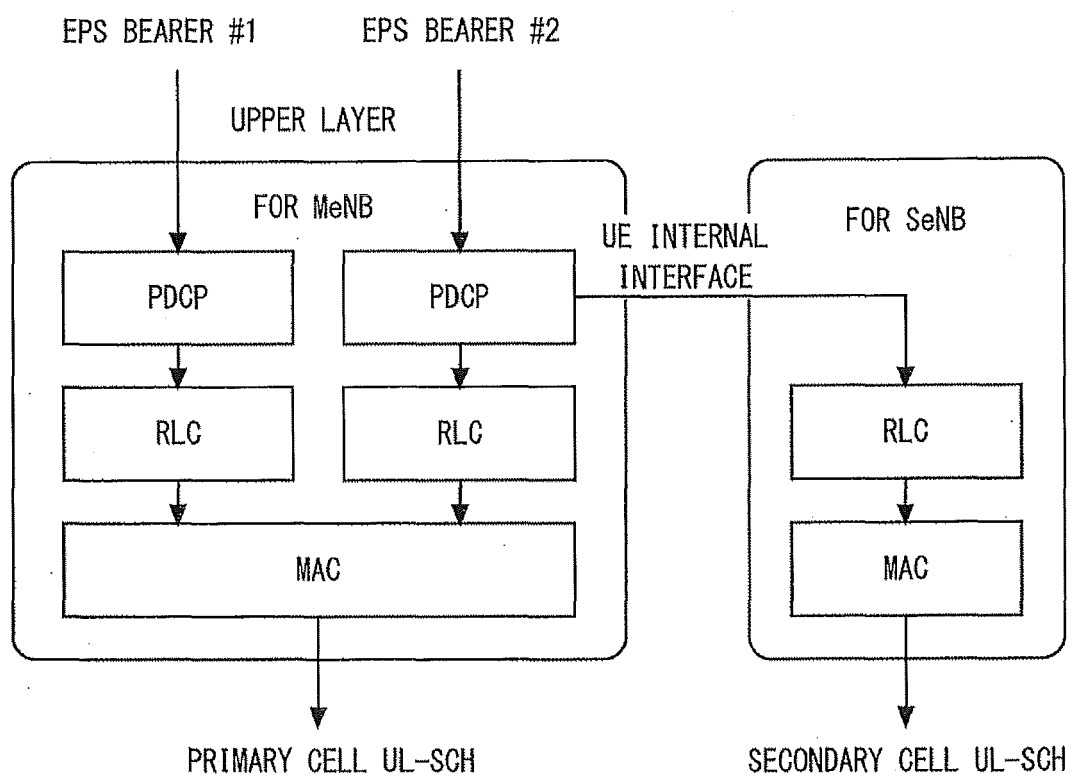 EPS BEARER #1
EPS BEARER #2
UPPER LAYER
FOR MeNB
FOR SeNB
UE INTERNAL
INTERFACE
PDCP
PDCP
RLC
RLC
RLC
MAC
MAC
PRIMARY CELL UL-SCH
SECONDARY CELL UL-SCH